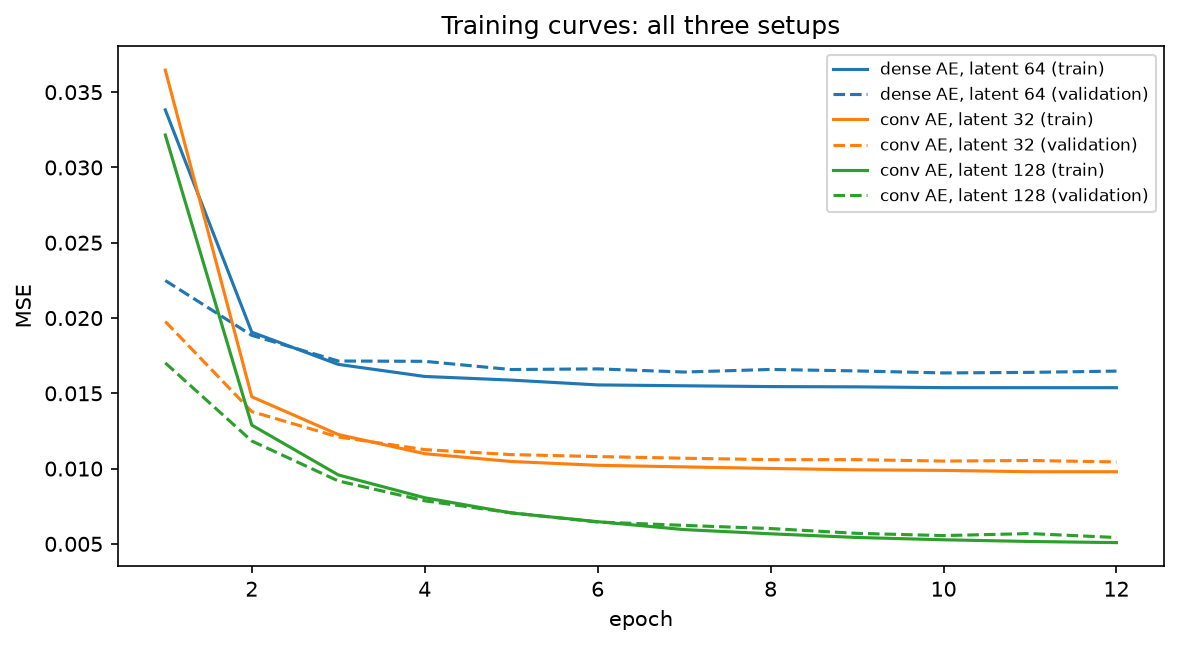 Training curves: all three setups
dense AE, latent 64 (train)
dense AE, latent 64 (validation)
conv AE, latent 32 (train)
conv AE, latent 32 (validation)
conv AE, latent 128 (train)
conv AE, latent 128 (validation)
MSE
0.035
0.030
0.025
0.020
0.015
0.010
0.005
2 4 6 8 10 12
epoch